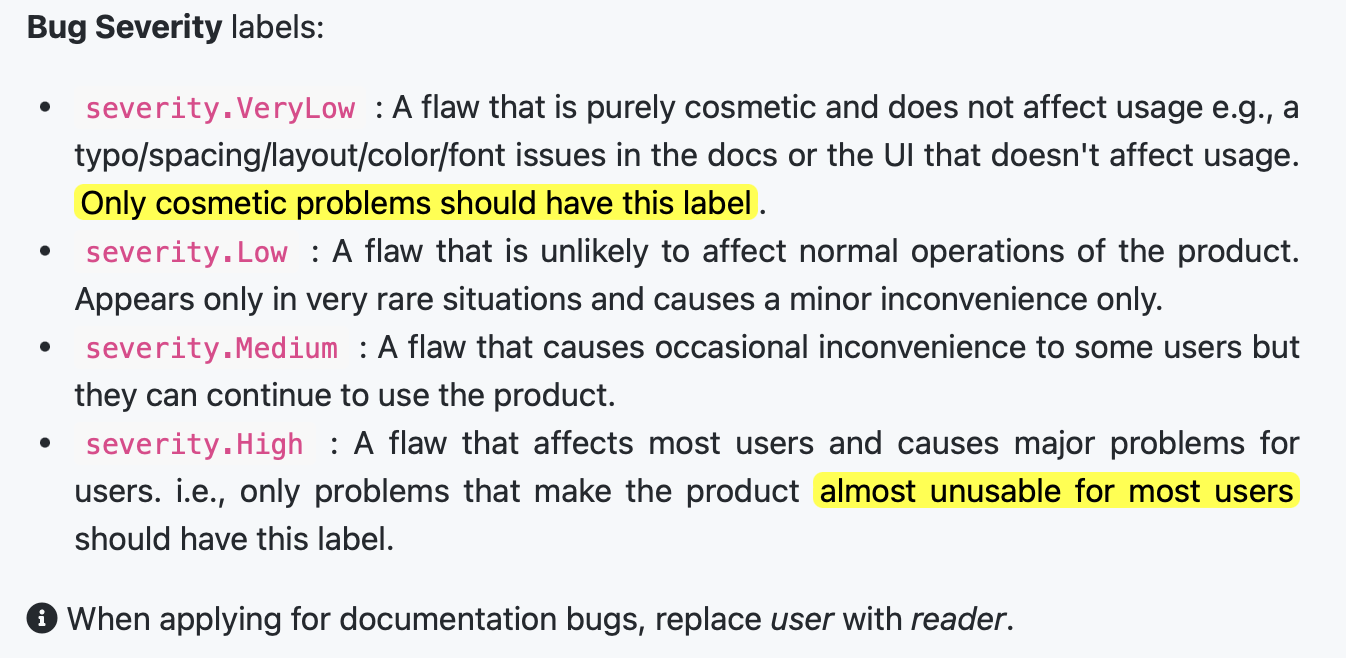 Bug Severity labels:
• severity.VeryLow : A flaw that is purely cosmetic and does not affect usage e.g., a
typo/spacing/layout/color/font issues in the docs or the UI that doesn't affect usage.
Only cosmetic problems should have this label.
• severity.Low : A flaw that is unlikely to affect normal operations of the product.
Appears only in very rare situations and causes a minor inconvenience only.
• severity.Medium : A flaw that causes occasional inconvenience to some users but
they can continue to use the product.
• severity.High : A flaw that affects most users and causes major problems for
users. i.e., only problems that make the product almost unusable for most users
should have this label.
When applying for documentation bugs, replace user with reader.